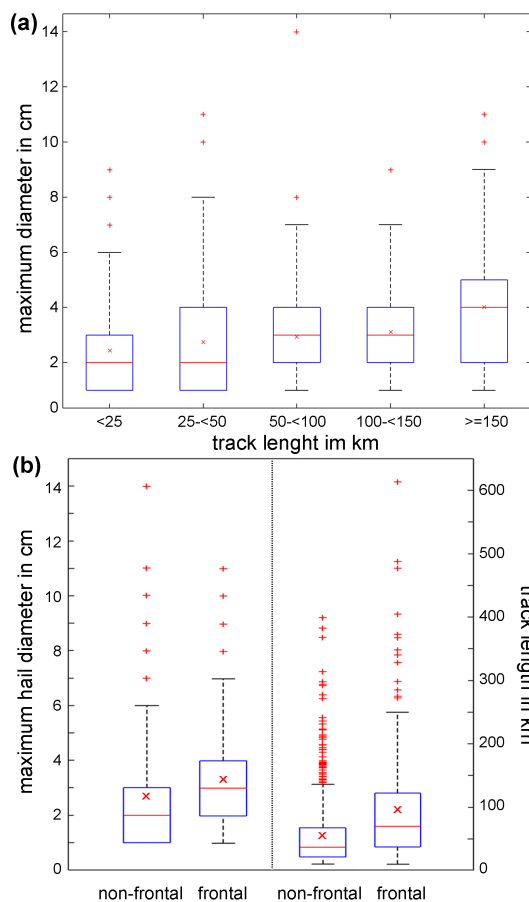 (a)
maximum diameter in cm
14
12
10
8
6
4
2
0
<25 25-<50 50-<100 100-<150 >=150
track lenght im km
(b)
maximum hail diameter in cm
14
12
10
8
6
4
2
0
600
500
400
300
200
100
0
track length in km
non-frontal frontal non-frontal frontal